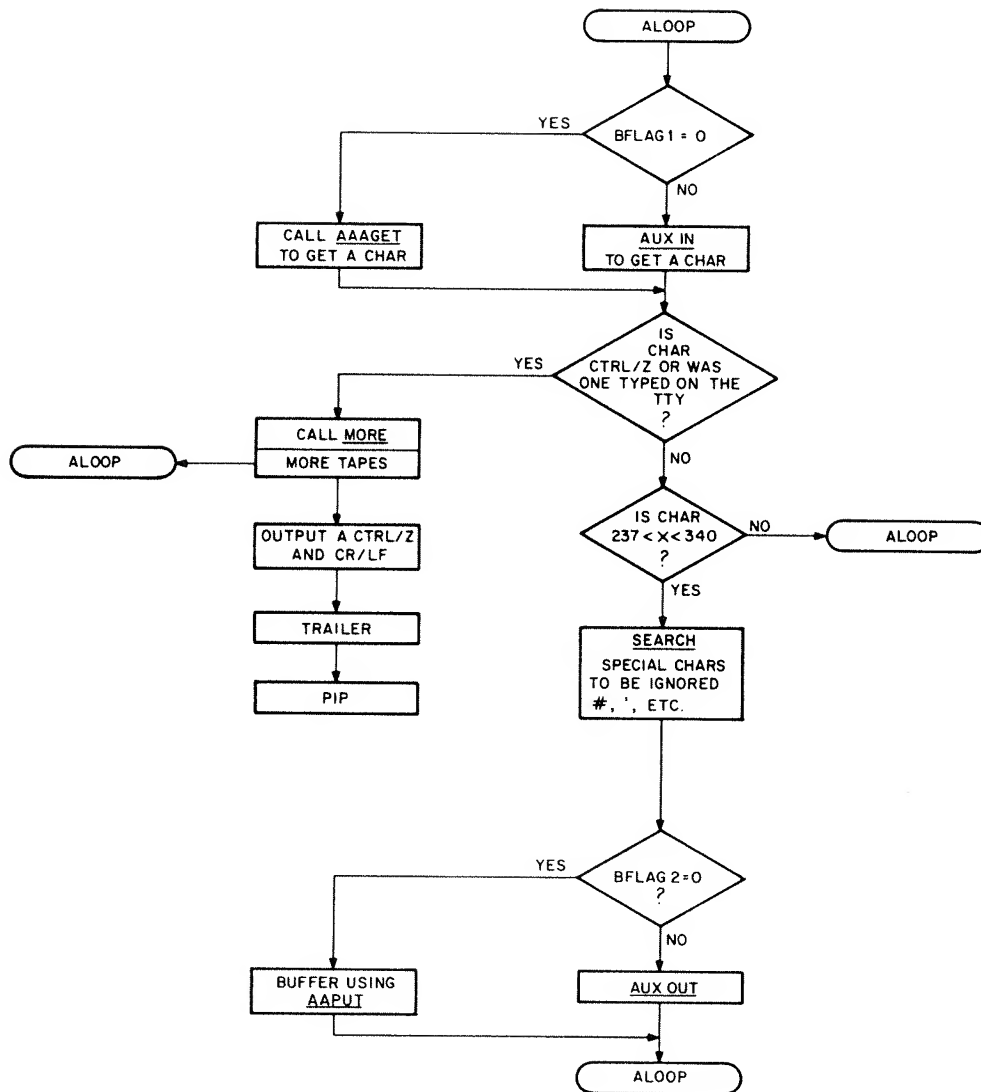 ALOOP
BFLAG 1 = 0
YES
NO
CALL AAAGET
TO GET A CHAR
AUX IN
TO GET A CHAR
IS
CHAR
CTRL/Z OR WAS
ONE TYPED ON THE
TTY
?
YES
NO
CALL MORE
MORE TAPES
ALOOP
OUTPUT A CTRL/Z
AND CR/LF
TRAILER
PIP
IS CHAR
237 < X < 340
?
NO
ALOOP
YES
SEARCH
SPECIAL CHARS
TO BE IGNORED
#, ', ETC.
BFLAG 2=0
?
YES
NO
BUFFER USING
AAPUT
AUX OUT
ALOOP